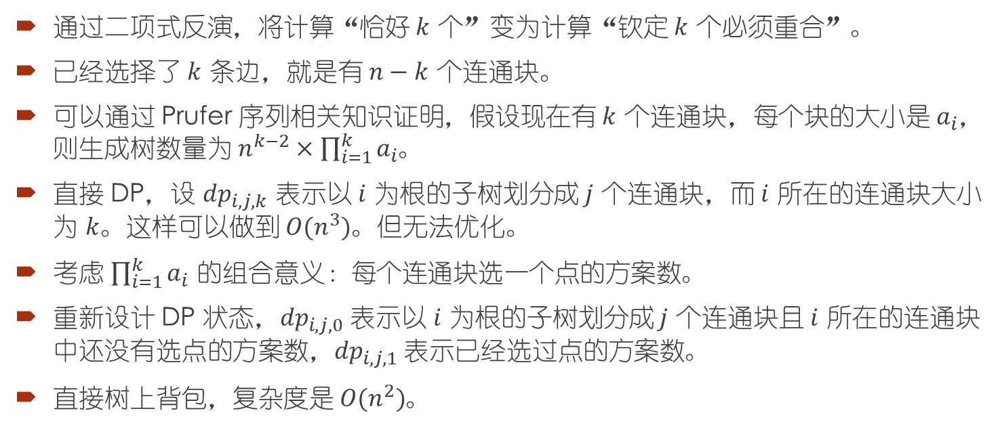 通过二项式反演，将计算“恰好 k 个”变为计算“钦定 k 个必须重合”。
已经选择了 k 条边，就是有 n − k 个连通块。
可以通过 Prufer 序列相关知识证明，假设现在有 k 个连通块，每个块的大小是 a_i，
则生成树数量为 n^{k−2} × ∏_{i=1}^{k} a_i。
直接 DP，设 dp_{i,j,k} 表示以 i 为根的子树划分成 j 个连通块，而 i 所在的连通块大小
为 k。这样可以做到 O(n^3)。但无法优化。
考虑 ∏_{i=1}^{k} a_i 的组合意义：每个连通块选一个点的方案数。
重新设计 DP 状态，dp_{i,j,0} 表示以 i 为根的子树划分成 j 个连通块且 i 所在的连通块
中还没有选点的方案数，dp_{i,j,1} 表示已经选过点的方案数。
直接树上背包，复杂度是 O(n^2)。